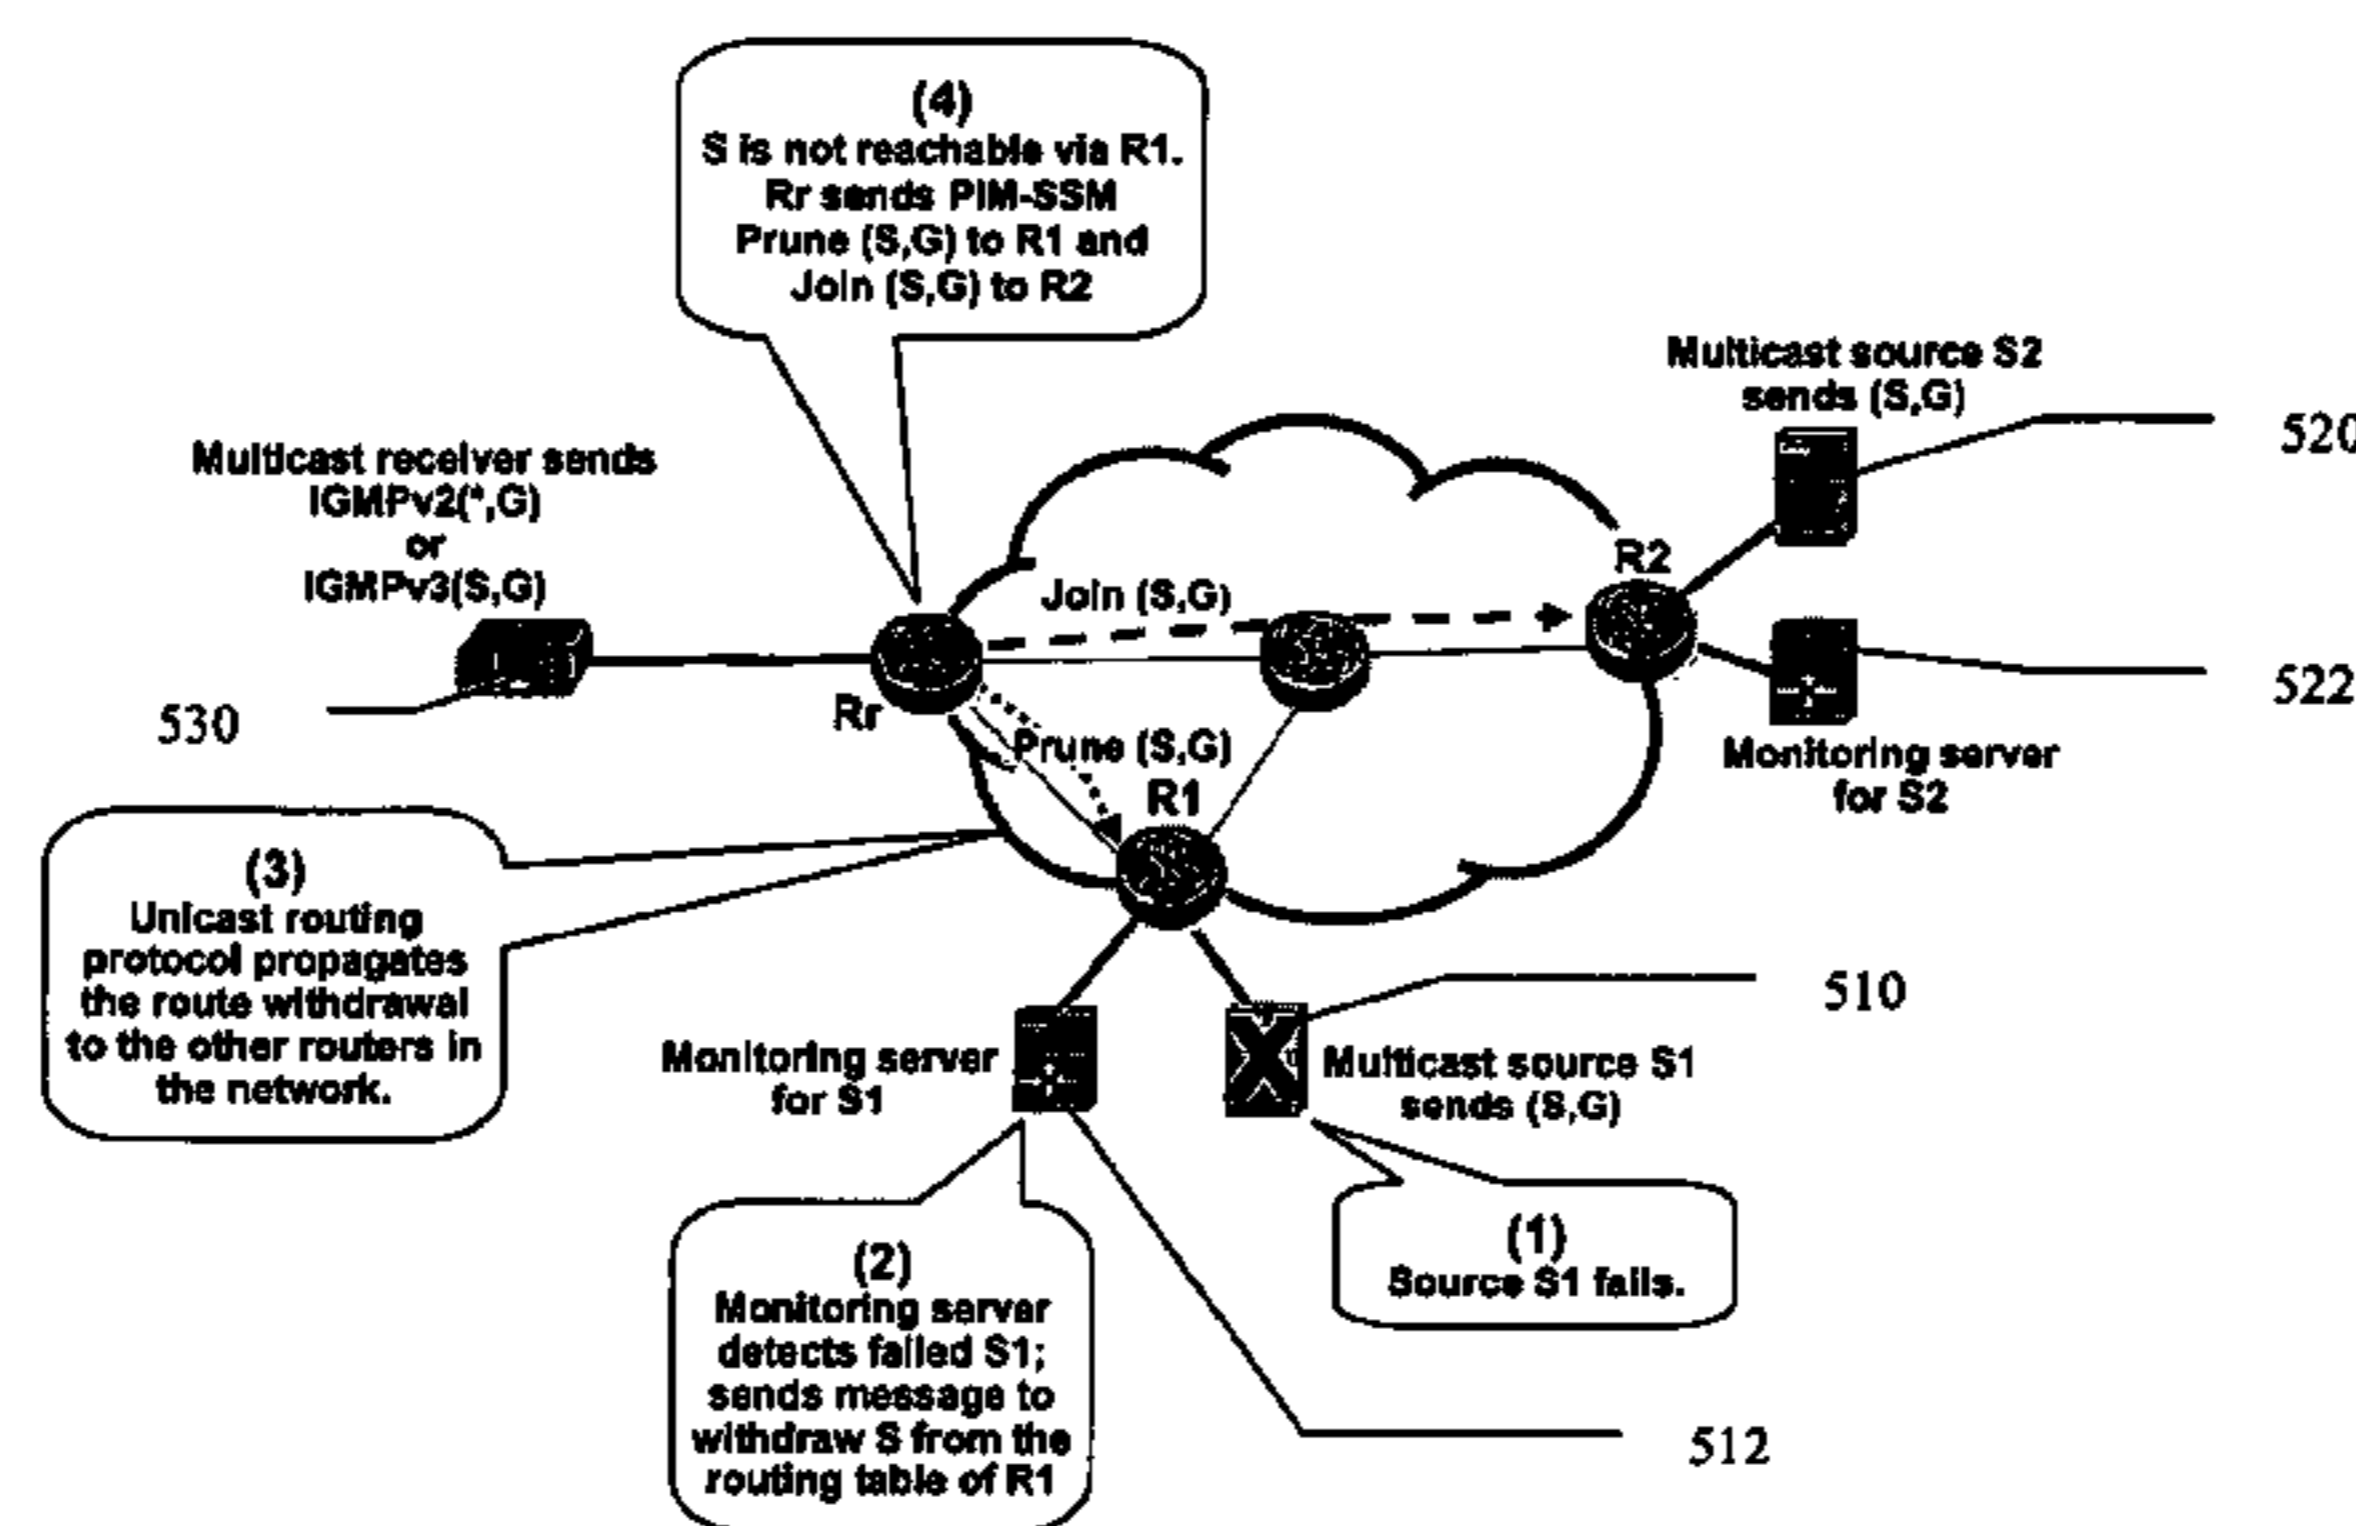 (4)
S is not reachable via R1.
Rr sends PIM-SSM
Prune (S,G) to R1 and
Join (S,G) to R2
Multicast source S2
sends (S,G)
520
Multicast receiver sends
IGMPv2(*,G)
or
IGMPv3(S,G)
R2
Join (S,G)
522
530
Rr
Prune (S,G)
R1
Monitoring server
for S2
(3)
Unicast routing
protocol propagates
the route withdrawal
to the other routers in
the network.
510
Monitoring server
for S1
Multicast source S1
sends (S,G)
(1)
Source S1 fails.
(2)
Monitoring server
detects failed S1;
sends message to
withdraw S from the
routing table of R1
512